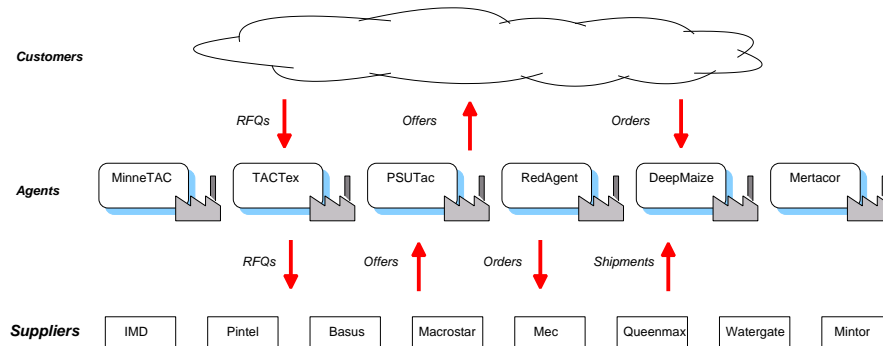 Customers
RFQs
Offers
Orders
Agents
MinneTAC
TACTex
PSUTac
RedAgent
DeepMaize
Mertacor
RFQs
Offers
Orders
Shipments
Suppliers
IMD
Pintel
Basus
Macrostar
Mec
Queenmax
Watergate
Mintor